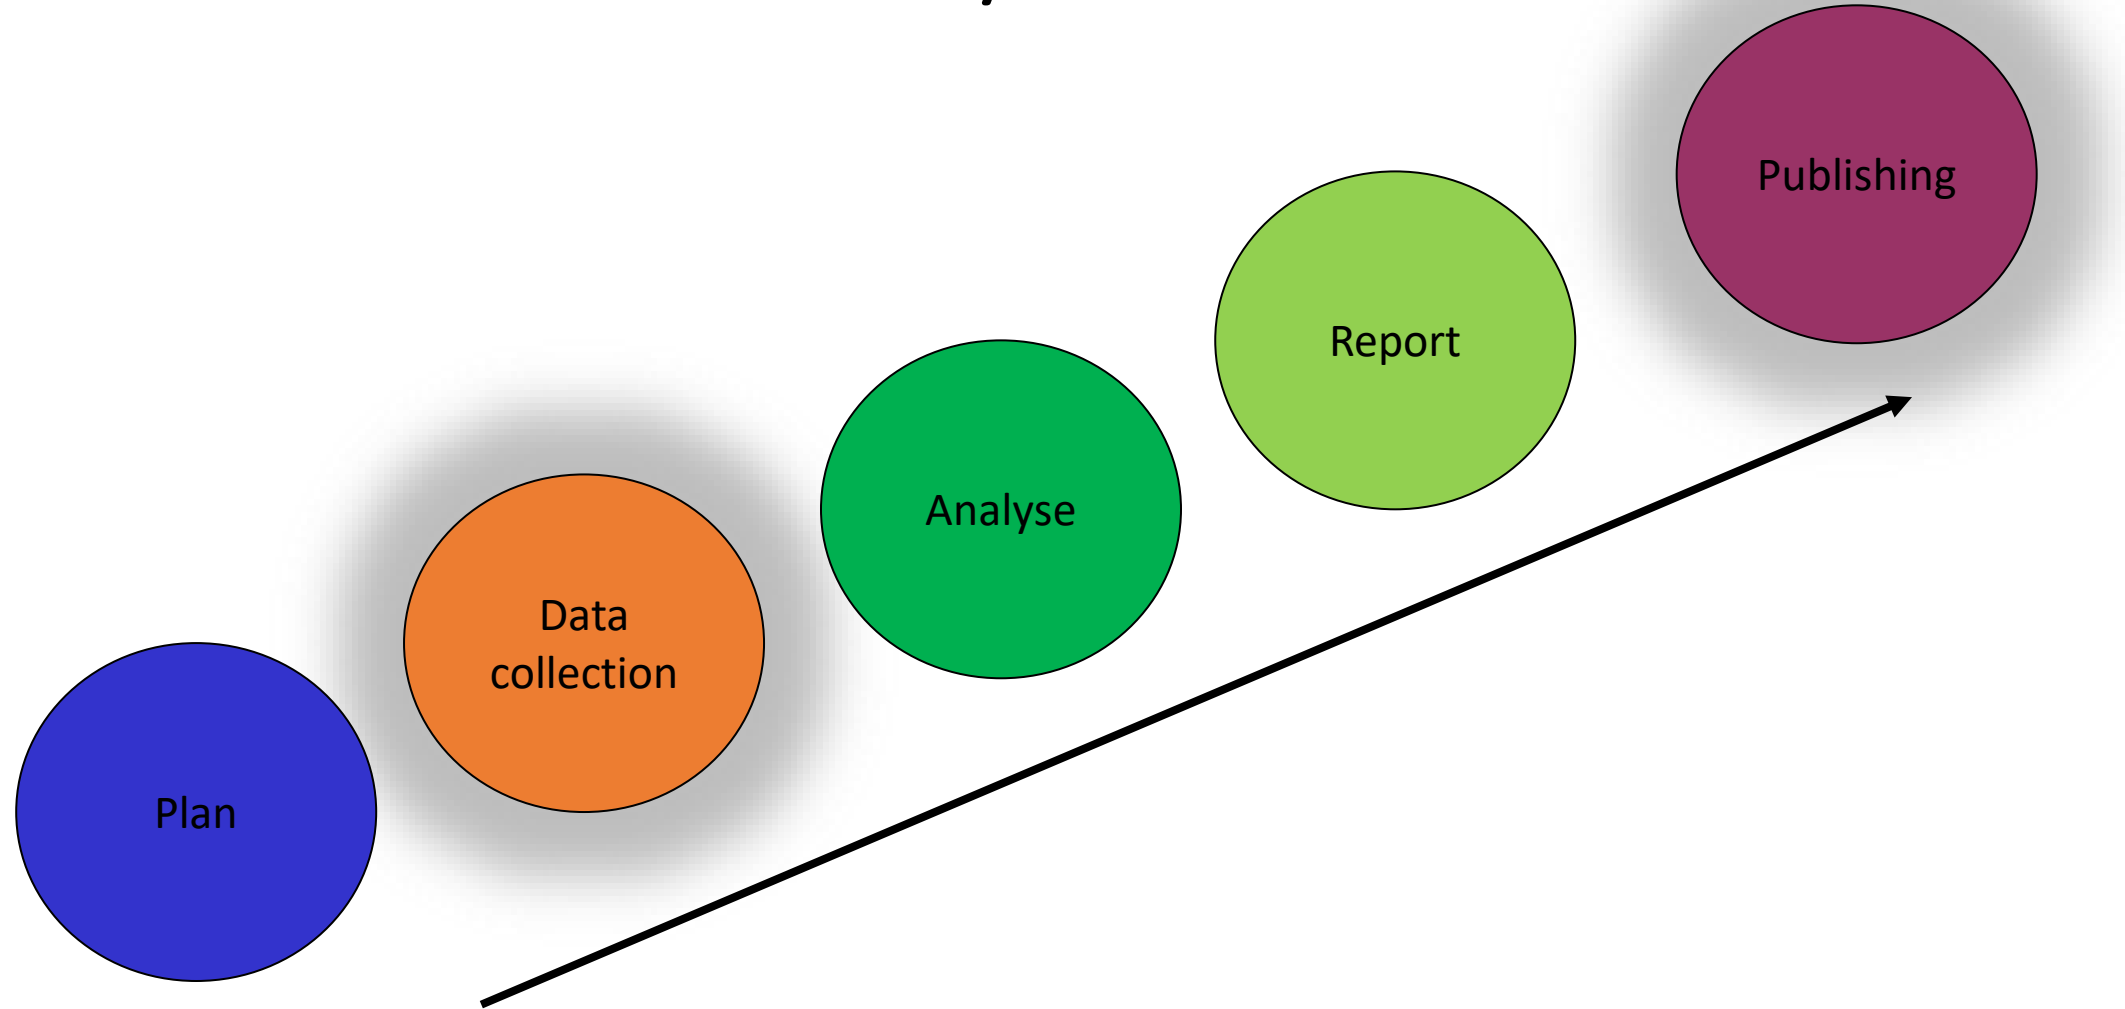 Plan
Data
collection
Analyse
Report
Publishing